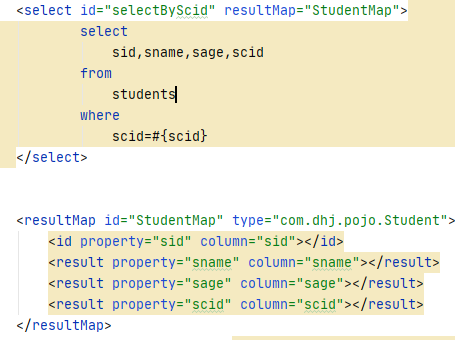 <select id="selectByScid" resultMap="StudentMap">
select
sid,sname,sage,scid
from
students
where
scid=#{scid}
</select>
<resultMap id="StudentMap" type="com.dhj.pojo.Student">
<id property="sid" column="sid"></id>
<result property="sname" column="sname"></result>
<result property="sage" column="sage"></result>
<result property="scid" column="scid"></result>
</resultMap>